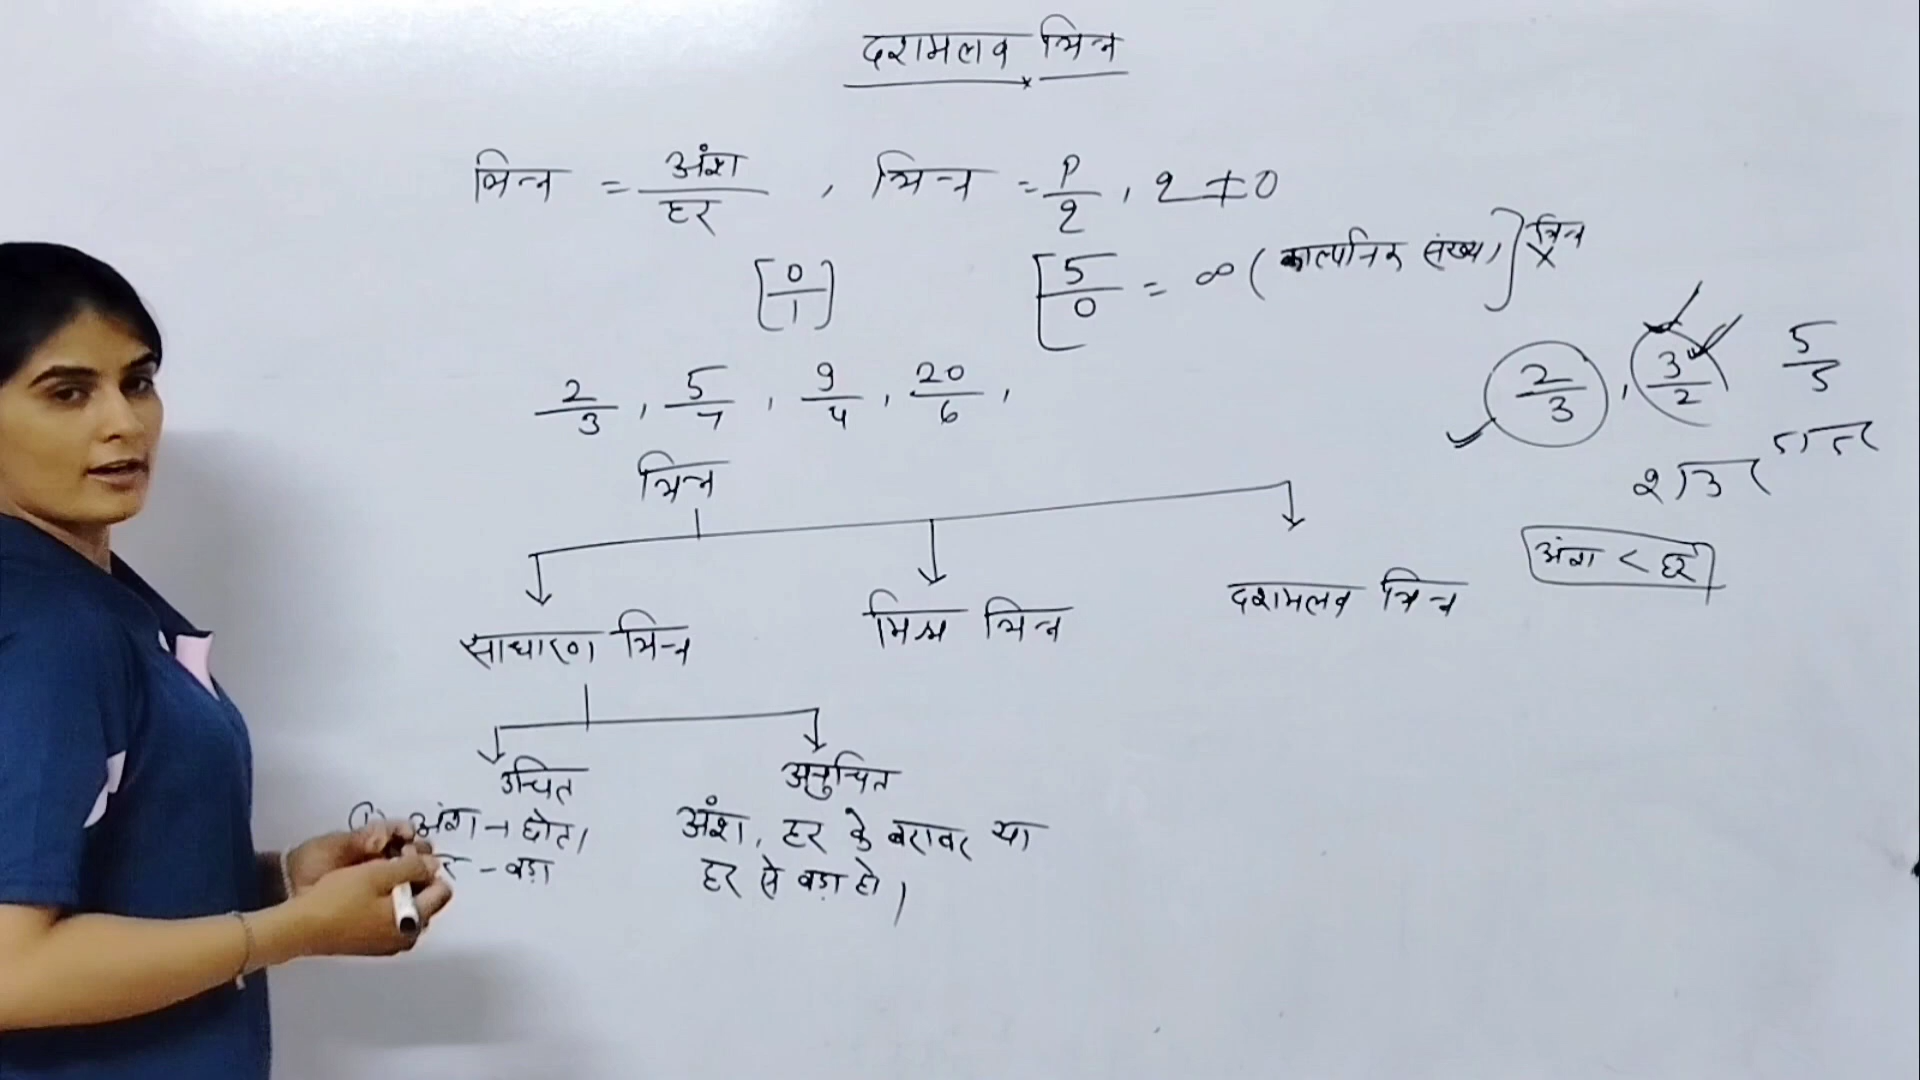 दशमलव भिन्न
भिन्न = अंश/हर , भिन्न = p/q , q ≠ 0
[0/1] [5/0 = ∞ (काल्पनिक संख्या)] भिन्न ×
2/3 , 5/7 , 9/4 , 20/6 ,
2/3 , 3/2 5/5
भिन्न
अंश < हर
साधारण भिन्न मिश्र भिन्न दशमलव भिन्न
उचित अनुचित
① अंश → छोटा
- बड़ा
अंश, हर के बराबर या
हर से बड़ा हो।